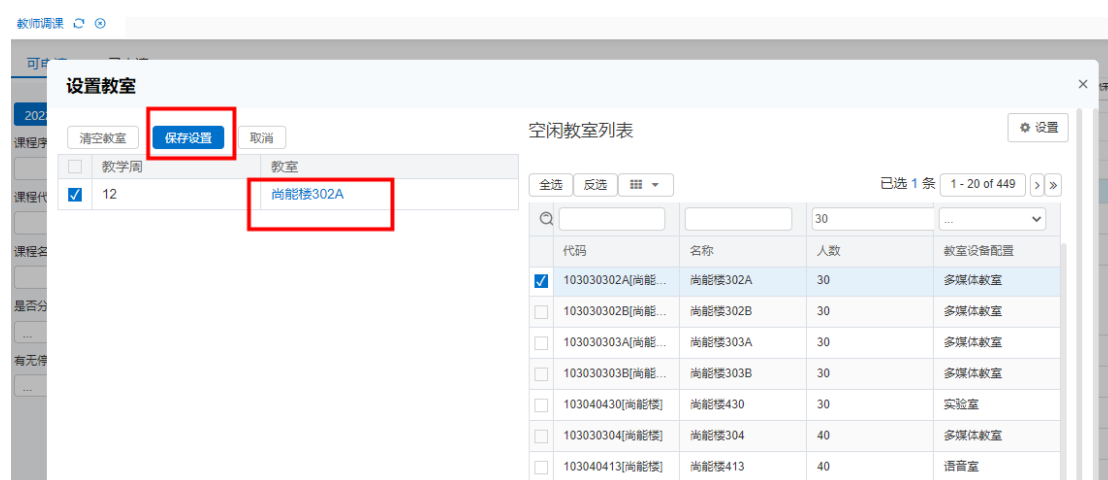 教师调课
设置教室
×
202
课程序
课程代
课程名
是否分
...
有无停
...
清空教室 保存设置 取消
教学周 教室
12 尚能楼302A
空闲教室列表
设置
全选 反选
已选 1 条 1 - 20 of 449 › »
30 ...
代码 名称 人数 教室设备配置
103030302A[尚能... 尚能楼302A 30 多媒体教室
103030302B[尚能... 尚能楼302B 30 多媒体教室
103030303A[尚能... 尚能楼303A 30 多媒体教室
103030303B[尚能... 尚能楼303B 30 多媒体教室
103040430[尚能楼] 尚能楼430 30 实验室
103030304[尚能楼] 尚能楼304 40 多媒体教室
103040413[尚能楼] 尚能楼413 40 语音室